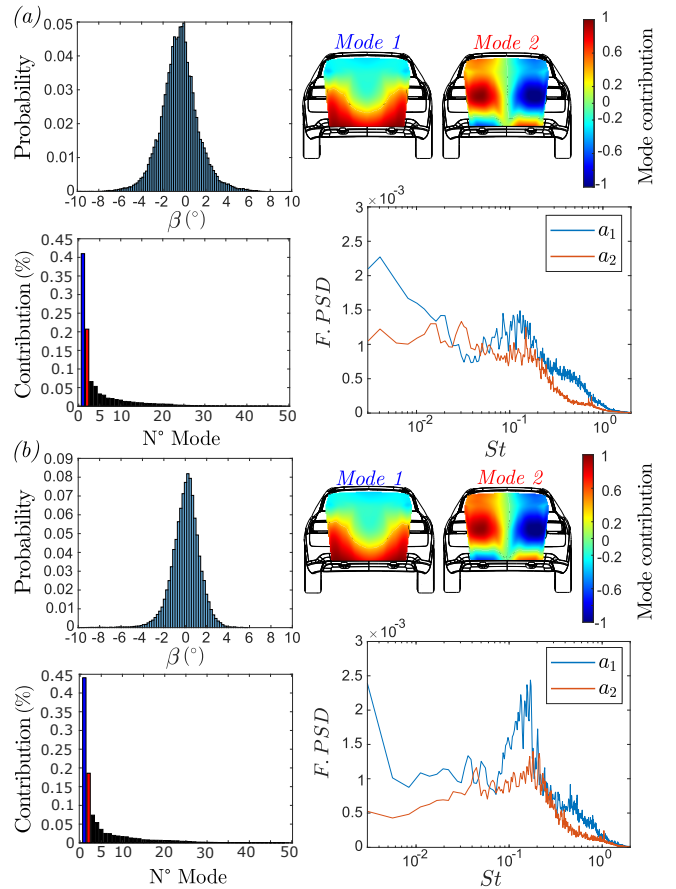 (a)
0.05
0.04
0.03
0.02
0.01
0
Probability
-10 -8 -6 -4 -2 0 2 4 6 8 10
β(°)
Mode 1 Mode 2
1
0.6
0.2
0
-0.2
-0.6
-1
Mode contribution
0.45
0.4
0.35
0.3
0.25
0.2
0.15
0.1
0.05
0
Contribution (%)
0 5 10 20 30 40 50
N° Mode
×10⁻³
3
2.5
2
1.5
1
0.5
0
F.PSD
a₁
a₂
10⁻² 10⁻¹ 10⁰
St
(b)
0.09
0.08
0.07
0.06
0.05
0.04
0.03
0.02
0.01
0
Probability
-10 -8 -6 -4 -2 0 2 4 6 8 10
β(°)
Mode 1 Mode 2
1
0.6
0.2
0
-0.2
-0.6
-1
Mode contribution
0.45
0.4
0.35
0.3
0.25
0.2
0.15
0.1
0.05
0
Contribution (%)
0 5 10 20 30 40 50
N° Mode
×10⁻³
3
2.5
2
1.5
1
0.5
0
F.PSD
a₁
a₂
10⁻² 10⁻¹ 10⁰
St